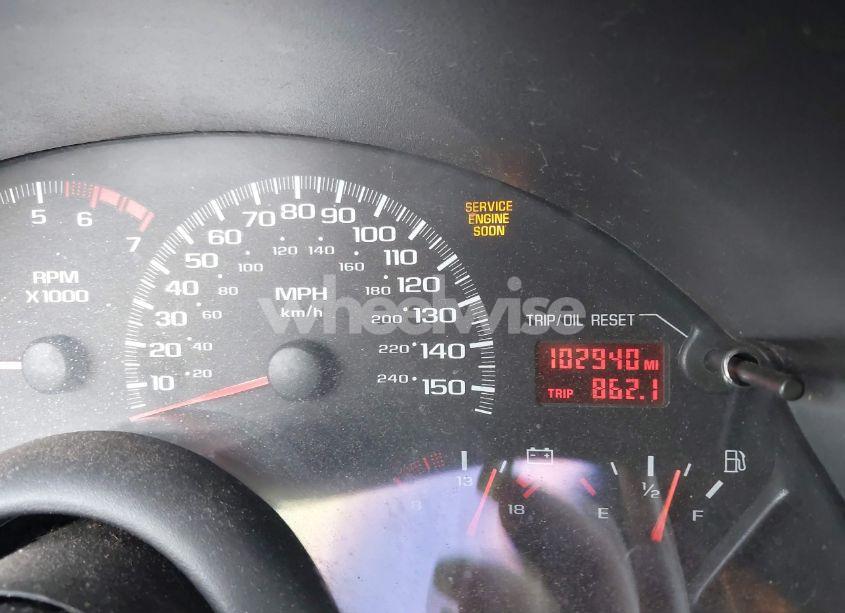 5
6
7
RPM
X1000
10
20
30
40
50
60
70
80
90
100
110
120
130
140
150
20
40
60
80
100
120
140
160
180
200
220
240
MPH
km/h
SERVICE
ENGINE
SOON
TRIP/OIL RESET
102940 MI
TRIP 862.1
8
13
18
E
1/2
F
wheelwise